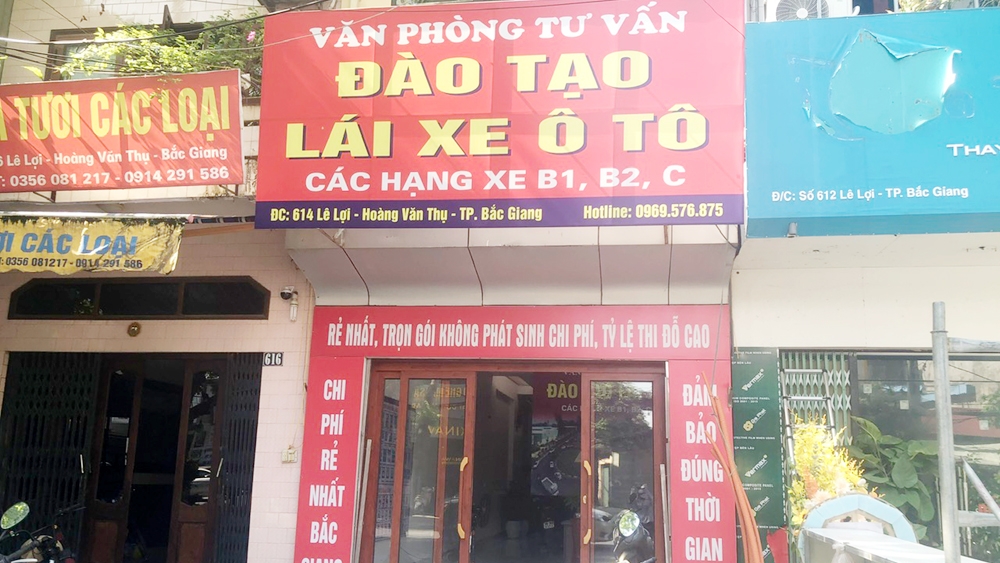 TƯƠI CÁC LOẠI
Lê Lợi - Hoàng Văn Thụ - Bắc Giang
0356 081 217 - 0914 291 586
CÁC LOẠI
0356 081217 - 0914 291 586
616
VĂN PHÒNG TƯ VẤN
ĐÀO TẠO
LÁI XE Ô TÔ
CÁC HẠNG XE B1, B2, C
ĐC: 614 Lê Lợi - Hoàng Văn Thụ - TP. Bắc Giang Hotline: 0969.576.875
RẺ NHẤT, TRỌN GÓI KHÔNG PHÁT SINH CHI PHÍ, TỶ LỆ THI ĐỖ CAO
CHI
PHÍ
RẺ
NHẤT
BẮC
GIANG
ĐÀO
ĐẢM
BẢO
ĐÚNG
THỜI
GIAN
THAY
Đ/C: Số 612 Lê Lợi - TP. Bắc Giang